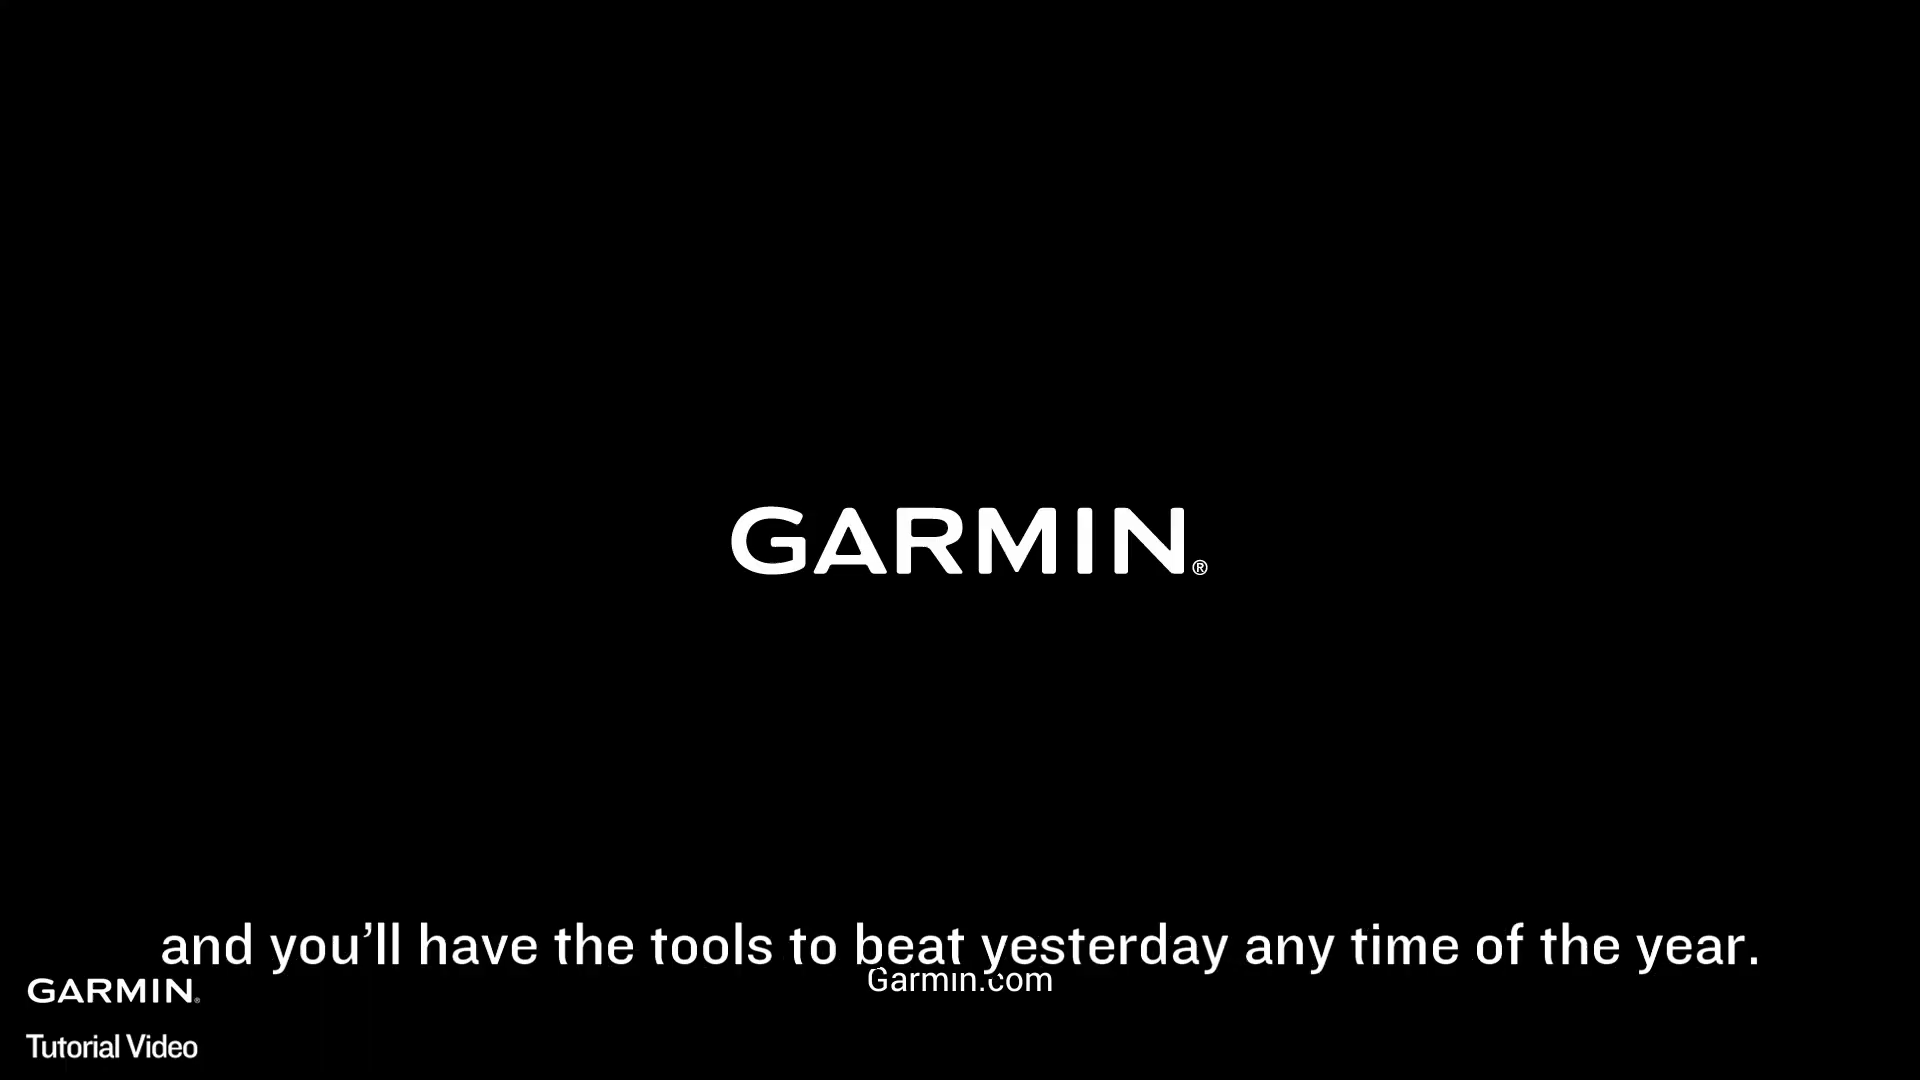 GARMIN®
and you’ll have the tools to beat yesterday any time of the year.
Garmin.com
GARMIN®
Tutorial Video